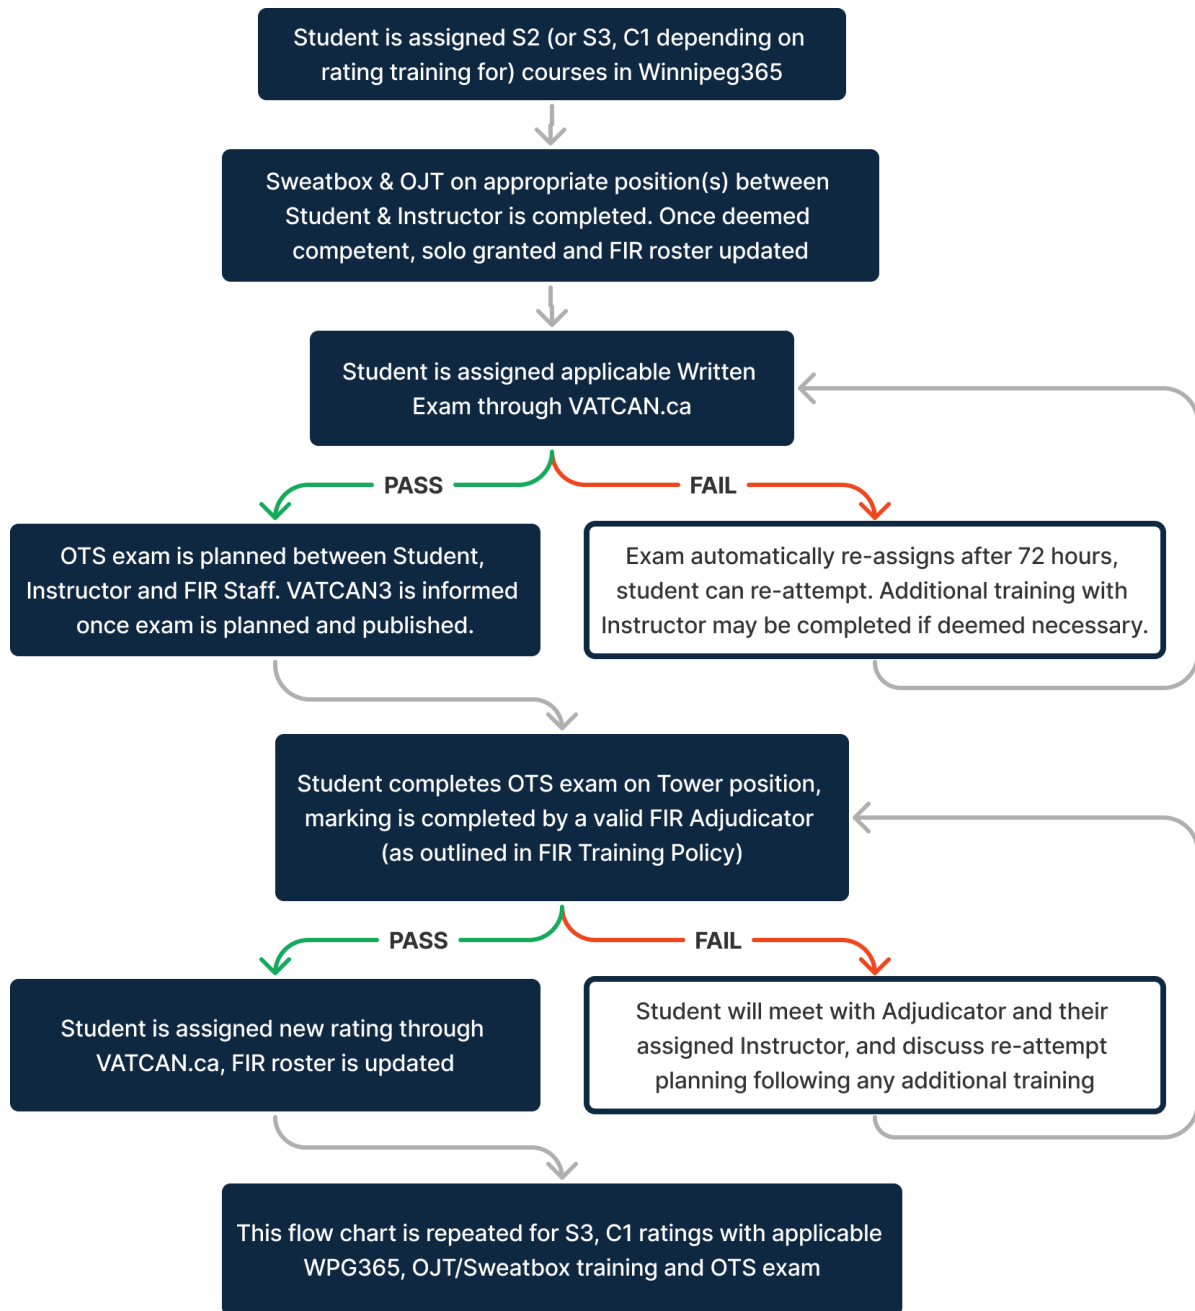 Student is assigned S2 (or S3, C1 depending on
rating training for) courses in Winnipeg365
Sweatbox & OJT on appropriate position(s) between
Student & Instructor is completed. Once deemed
competent, solo granted and FIR roster updated
Student is assigned applicable Written
Exam through VATCAN.ca
PASS
FAIL
OTS exam is planned between Student,
Instructor and FIR Staff. VATCAN3 is informed
once exam is planned and published.
Exam automatically re-assigns after 72 hours,
student can re-attempt. Additional training with
Instructor may be completed if deemed necessary.
Student completes OTS exam on Tower position,
marking is completed by a valid FIR Adjudicator
(as outlined in FIR Training Policy)
PASS
FAIL
Student is assigned new rating through
VATCAN.ca, FIR roster is updated
Student will meet with Adjudicator and their
assigned Instructor, and discuss re-attempt
planning following any additional training
This flow chart is repeated for S3, C1 ratings with applicable
WPG365, OJT/Sweatbox training and OTS exam